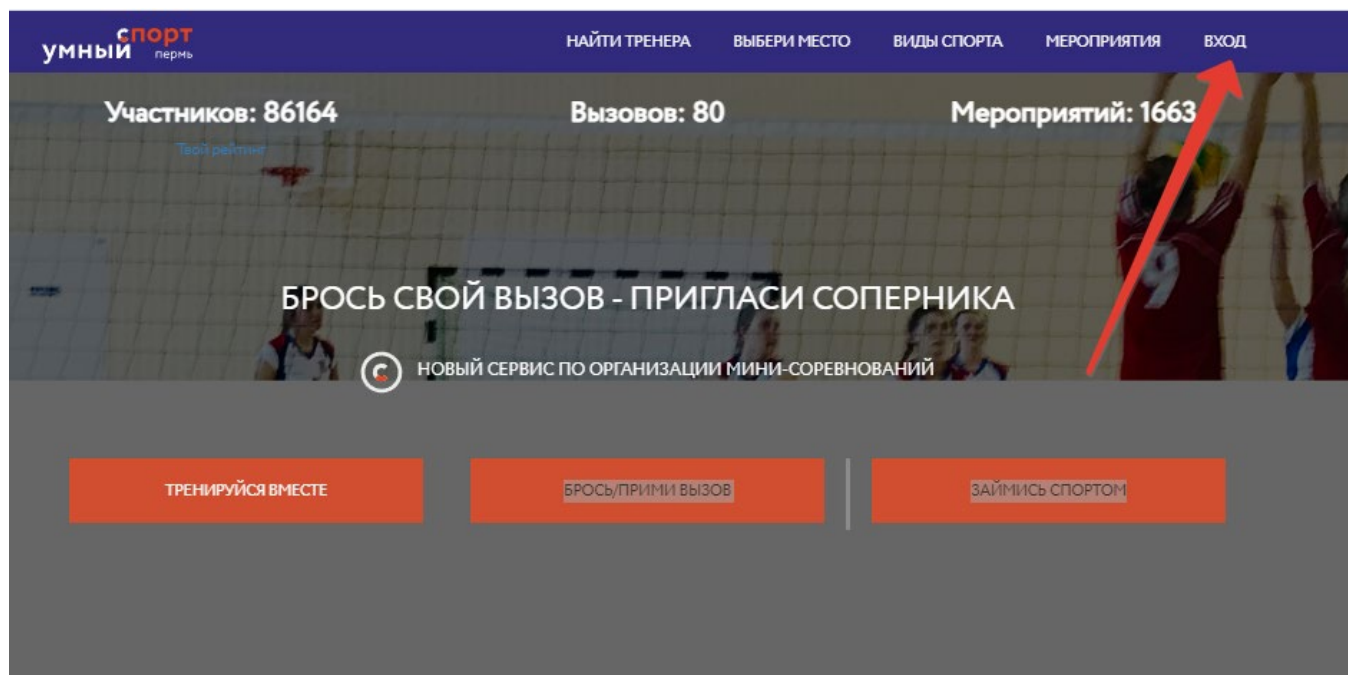 спорт
умный пермь
НАЙТИ ТРЕНЕРА ВЫБЕРИ МЕСТО ВИДЫ СПОРТА МЕРОПРИЯТИЯ ВХОД
Участников: 86164 Вызовов: 80 Мероприятий: 1663
Твой рейтинг
9
БРОСЬ СВОЙ ВЫЗОВ - ПРИГЛАСИ СОПЕРНИКА
С НОВЫЙ СЕРВИС ПО ОРГАНИЗАЦИИ МИНИ-СОРЕВНОВАНИЙ
ТРЕНИРУЙСЯ ВМЕСТЕ БРОСЬ/ПРИМИ ВЫЗОВ ЗАЙМИСЬ СПОРТОМ